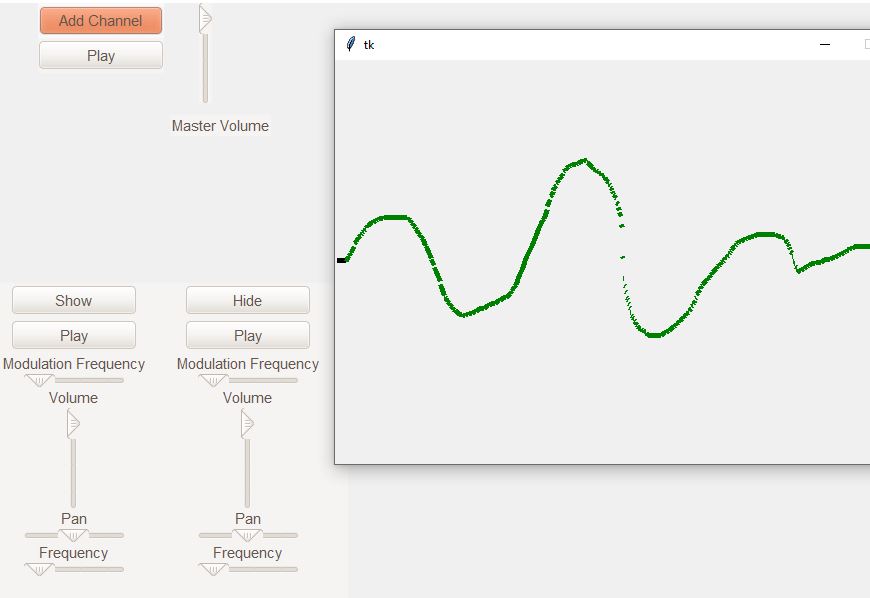 Add Channel
Play
Master Volume
tk
Show
Hide
Play
Play
Modulation Frequency
Modulation Frequency
Volume
Volume
Pan
Pan
Frequency
Frequency